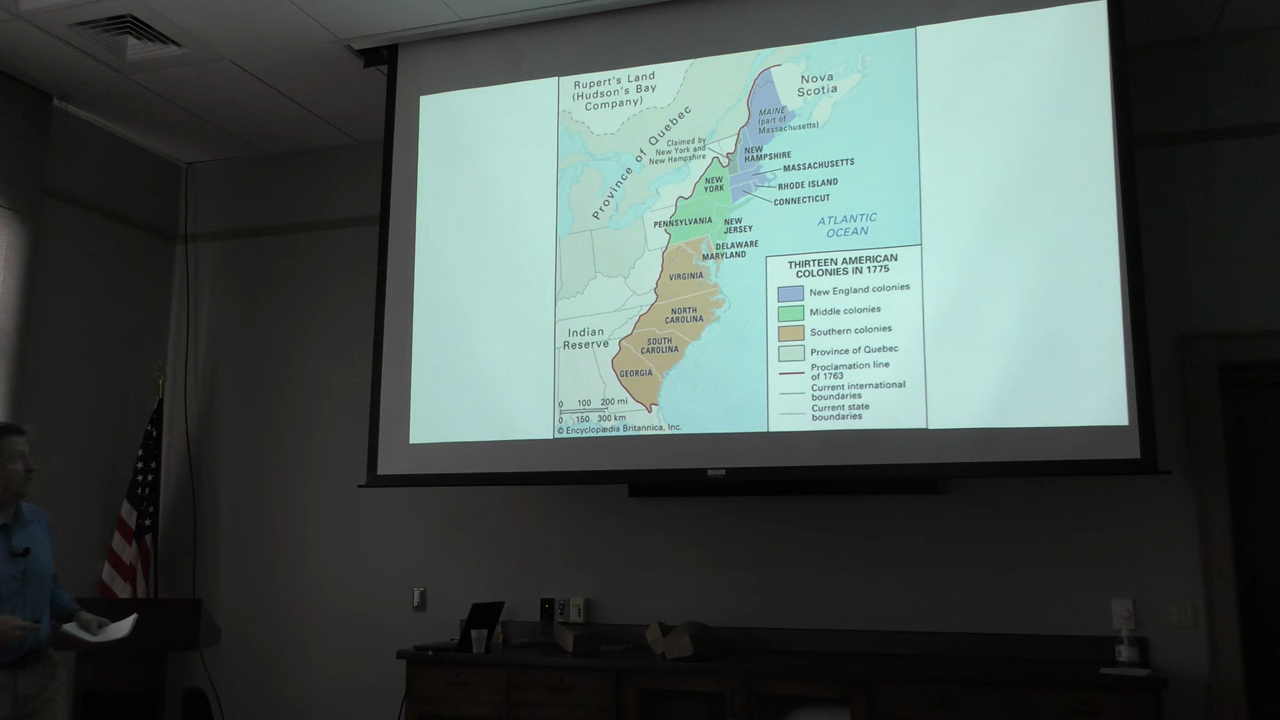 Rupert's Land
(Hudson's Bay
Company)
Province of Quebec
Nova
Scotia
MAINE
(part of
Massachusetts)
Claimed by
New York and
New Hampshire
NEW
HAMPSHIRE
MASSACHUSETTS
NEW
YORK
RHODE ISLAND
CONNECTICUT
PENNSYLVANIA
NEW
JERSEY
ATLANTIC
OCEAN
DELAWARE
MARYLAND
VIRGINIA
NORTH
CAROLINA
Indian
Reserve
SOUTH
CAROLINA
GEORGIA
THIRTEEN AMERICAN
COLONIES IN 1775
New England colonies
Middle colonies
Southern colonies
Province of Quebec
Proclamation line
of 1763
Current international
boundaries
Current state
boundaries
0 100 200 mi
0 150 300 km
© Encyclopædia Britannica, Inc.